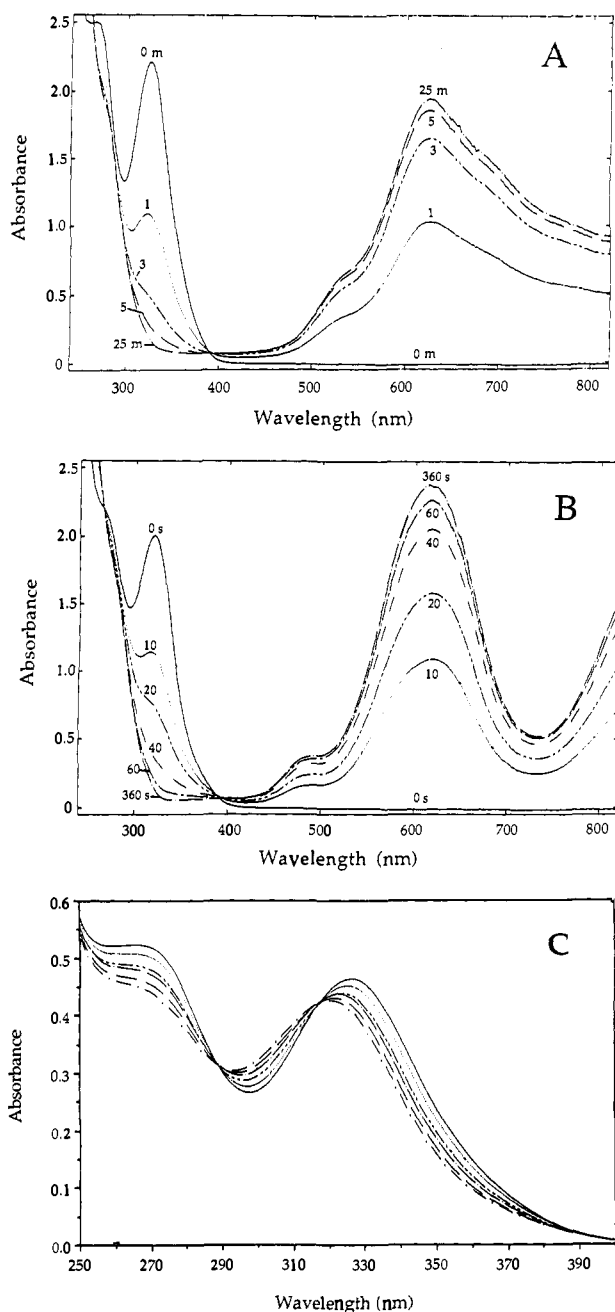 A
2.5
2.0
1.5
1.0
0.5
0
Absorbance
0 m
1
3
5
25 m
25 m
5
3
1
0 m
300 400 500 600 700 800
Wavelength (nm)
B
2.5
2.0
1.5
1.0
0.5
0
Absorbance
0 s
10
20
40
60
360 s
360 s
60
40
20
10
0 s
300 400 500 600 700 800
Wavelength (nm)
C
0.6
0.5
0.4
0.3
0.2
0.1
0.0
Absorbance
250 270 290 310 330 350 370 390
Wavelength (nm)